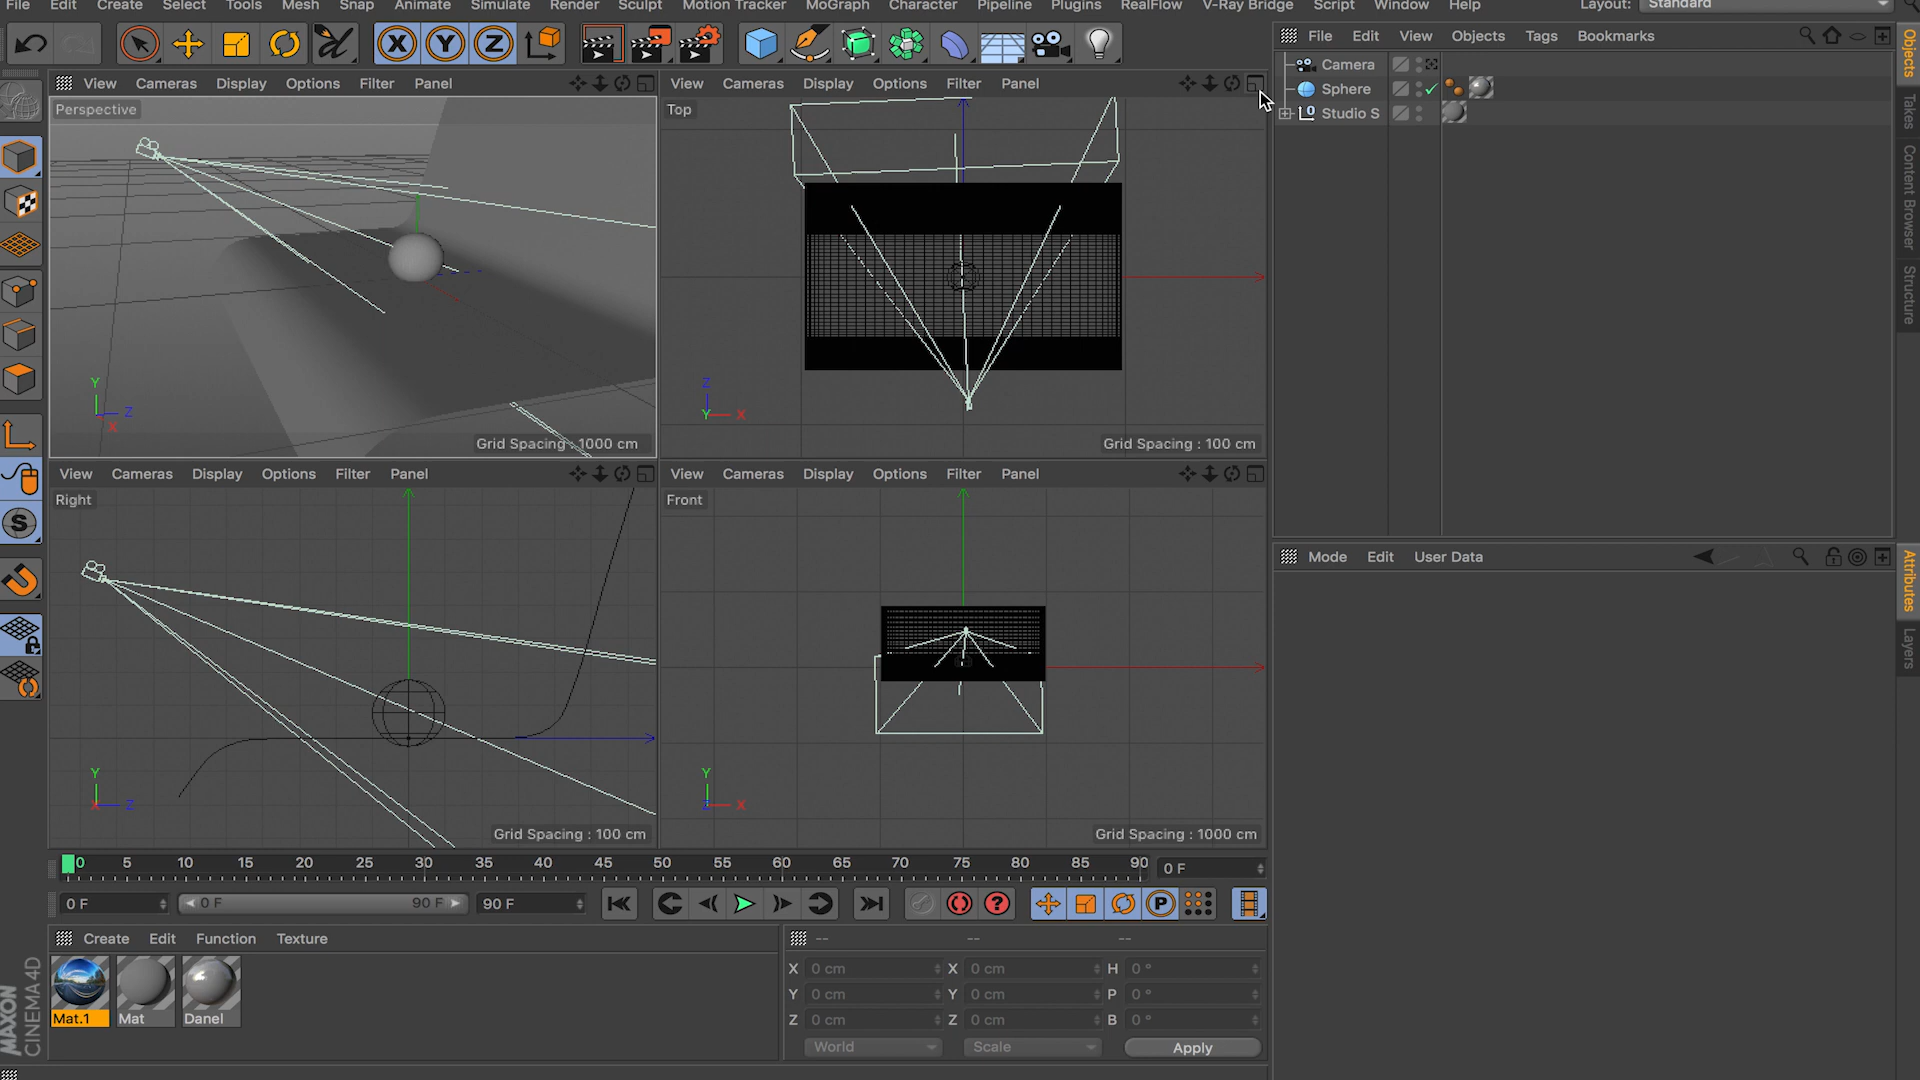 File Edit Create Select Tools Mesh Snap Animate Simulate Render Sculpt Motion Tracker MoGraph Character Pipeline Plugins RealFlow V-Ray Bridge Script Window Help Layout: Standard
X Y Z
File Edit View Objects Tags Bookmarks
Camera
Sphere
Studio S
Objects
Takes
Content Browser
Structure
View Cameras Display Options Filter Panel
Perspective
Y
Z
X
Grid Spacing : 1000 cm
View Cameras Display Options Filter Panel
Top
Z
Y X
Grid Spacing : 100 cm
View Cameras Display Options Filter Panel
Right
Y
X Z
Grid Spacing : 100 cm
View Cameras Display Options Filter Panel
Front
Y
Z X
Grid Spacing : 1000 cm
Mode Edit User Data
Attributes
Layers
0 5 10 15 20 25 30 35 40 45 50 55 60 65 70 75 80 85 90 0 F
0 F 0 F 90 F 90 F
Create Edit Function Texture
Mat.1 Mat Danel
-- -- --
X 0 cm X 0 cm H 0 °
Y 0 cm Y 0 cm P 0 °
Z 0 cm Z 0 cm B 0 °
World Scale Apply
MAXON
CINEMA4D